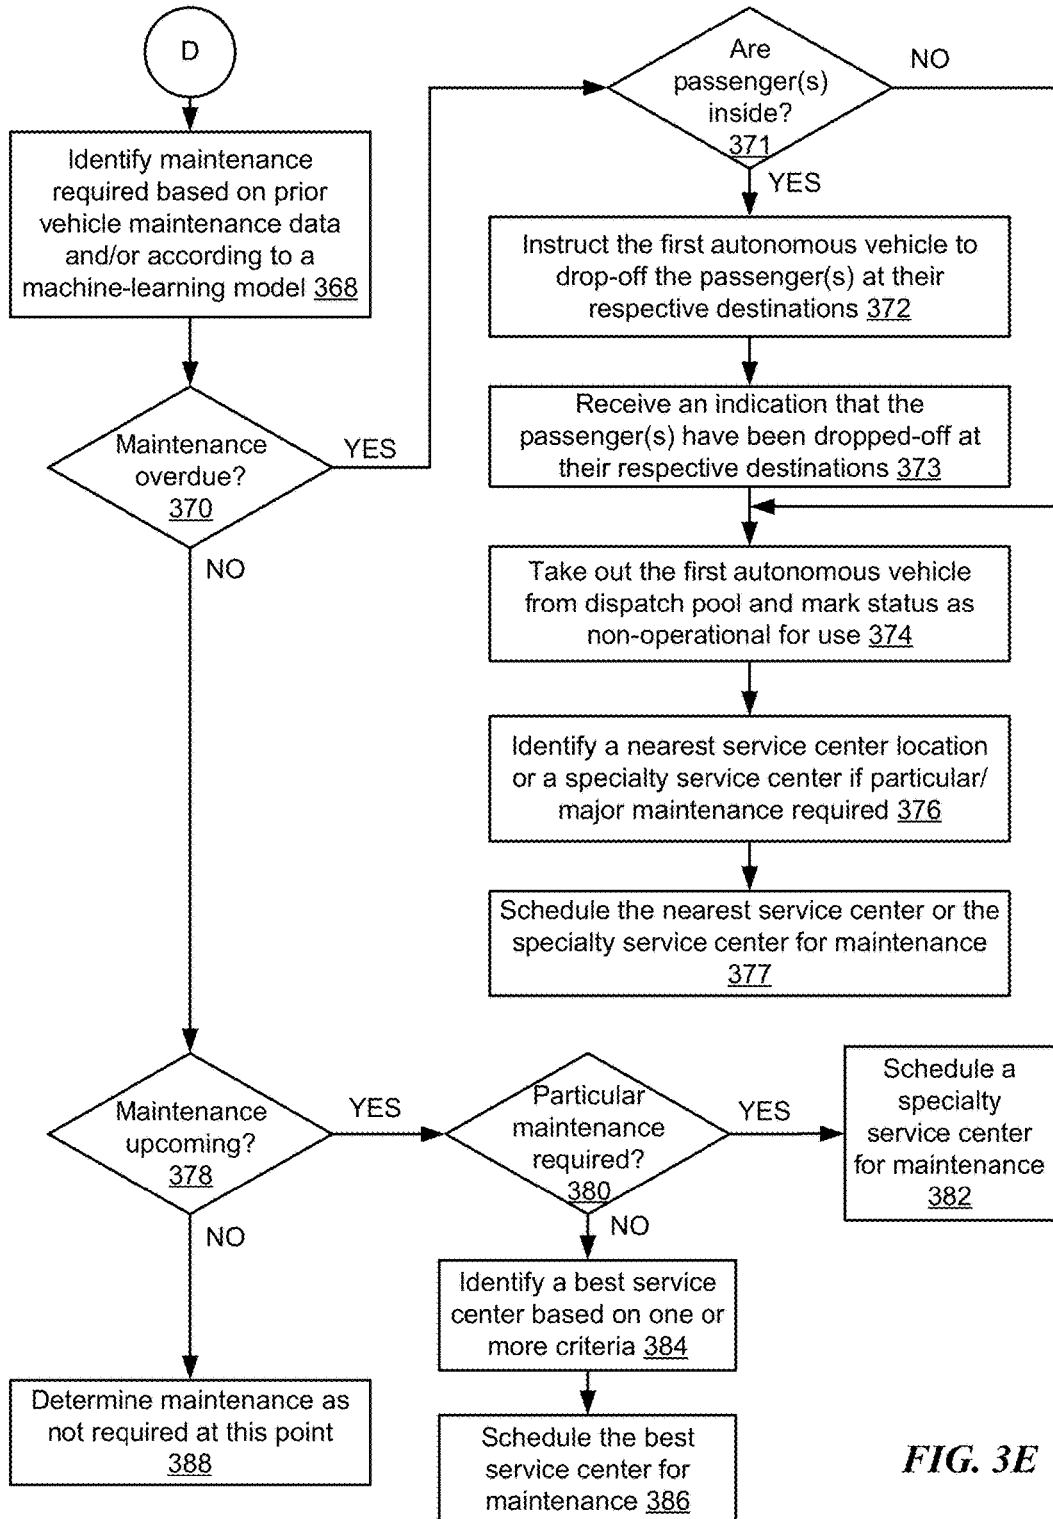 D
Identify maintenance
required based on prior
vehicle maintenance data
and/or according to a
machine-learning model 368
Maintenance
overdue?
370
YES
NO
Are
passenger(s)
inside?
371
NO
YES
Instruct the first autonomous vehicle to
drop-off the passenger(s) at their
respective destinations 372
Receive an indication that the
passenger(s) have been dropped-off at
their respective destinations 373
Take out the first autonomous vehicle
from dispatch pool and mark status as
non-operational for use 374
Identify a nearest service center location
or a specialty service center if particular/
major maintenance required 376
Schedule the nearest service center or the
specialty service center for maintenance
377
Maintenance
upcoming?
378
YES
NO
Particular
maintenance
required?
380
YES
NO
Schedule a
specialty
service center
for maintenance
382
Identify a best service
center based on one or
more criteria 384
Schedule the best
service center for
maintenance 386
Determine maintenance as
not required at this point
388
FIG. 3E